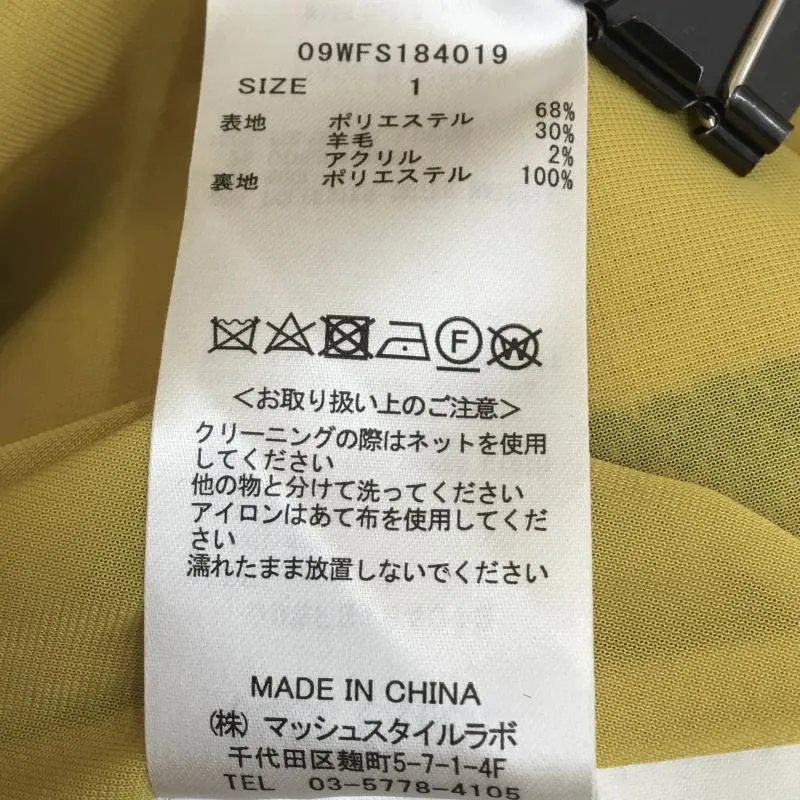 09WFS184019
SIZE 1
表地 ポリエステル 68%
羊毛 30%
アクリル 2%
裏地 ポリエステル 100%
F
W
＜お取り扱い上のご注意＞
クリーニングの際はネットを使用
してください
他の物と分けて洗ってください
アイロンはあて布を使用してくだ
さい
濡れたまま放置しないでください
MADE IN CHINA
(株) マッシュスタイルラボ
千代田区麹町5-7-1-4F
TEL 03-5778-4105